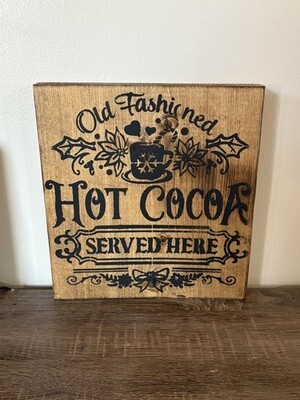 Old Fashioned
HOT COCOA
SERVED HERE